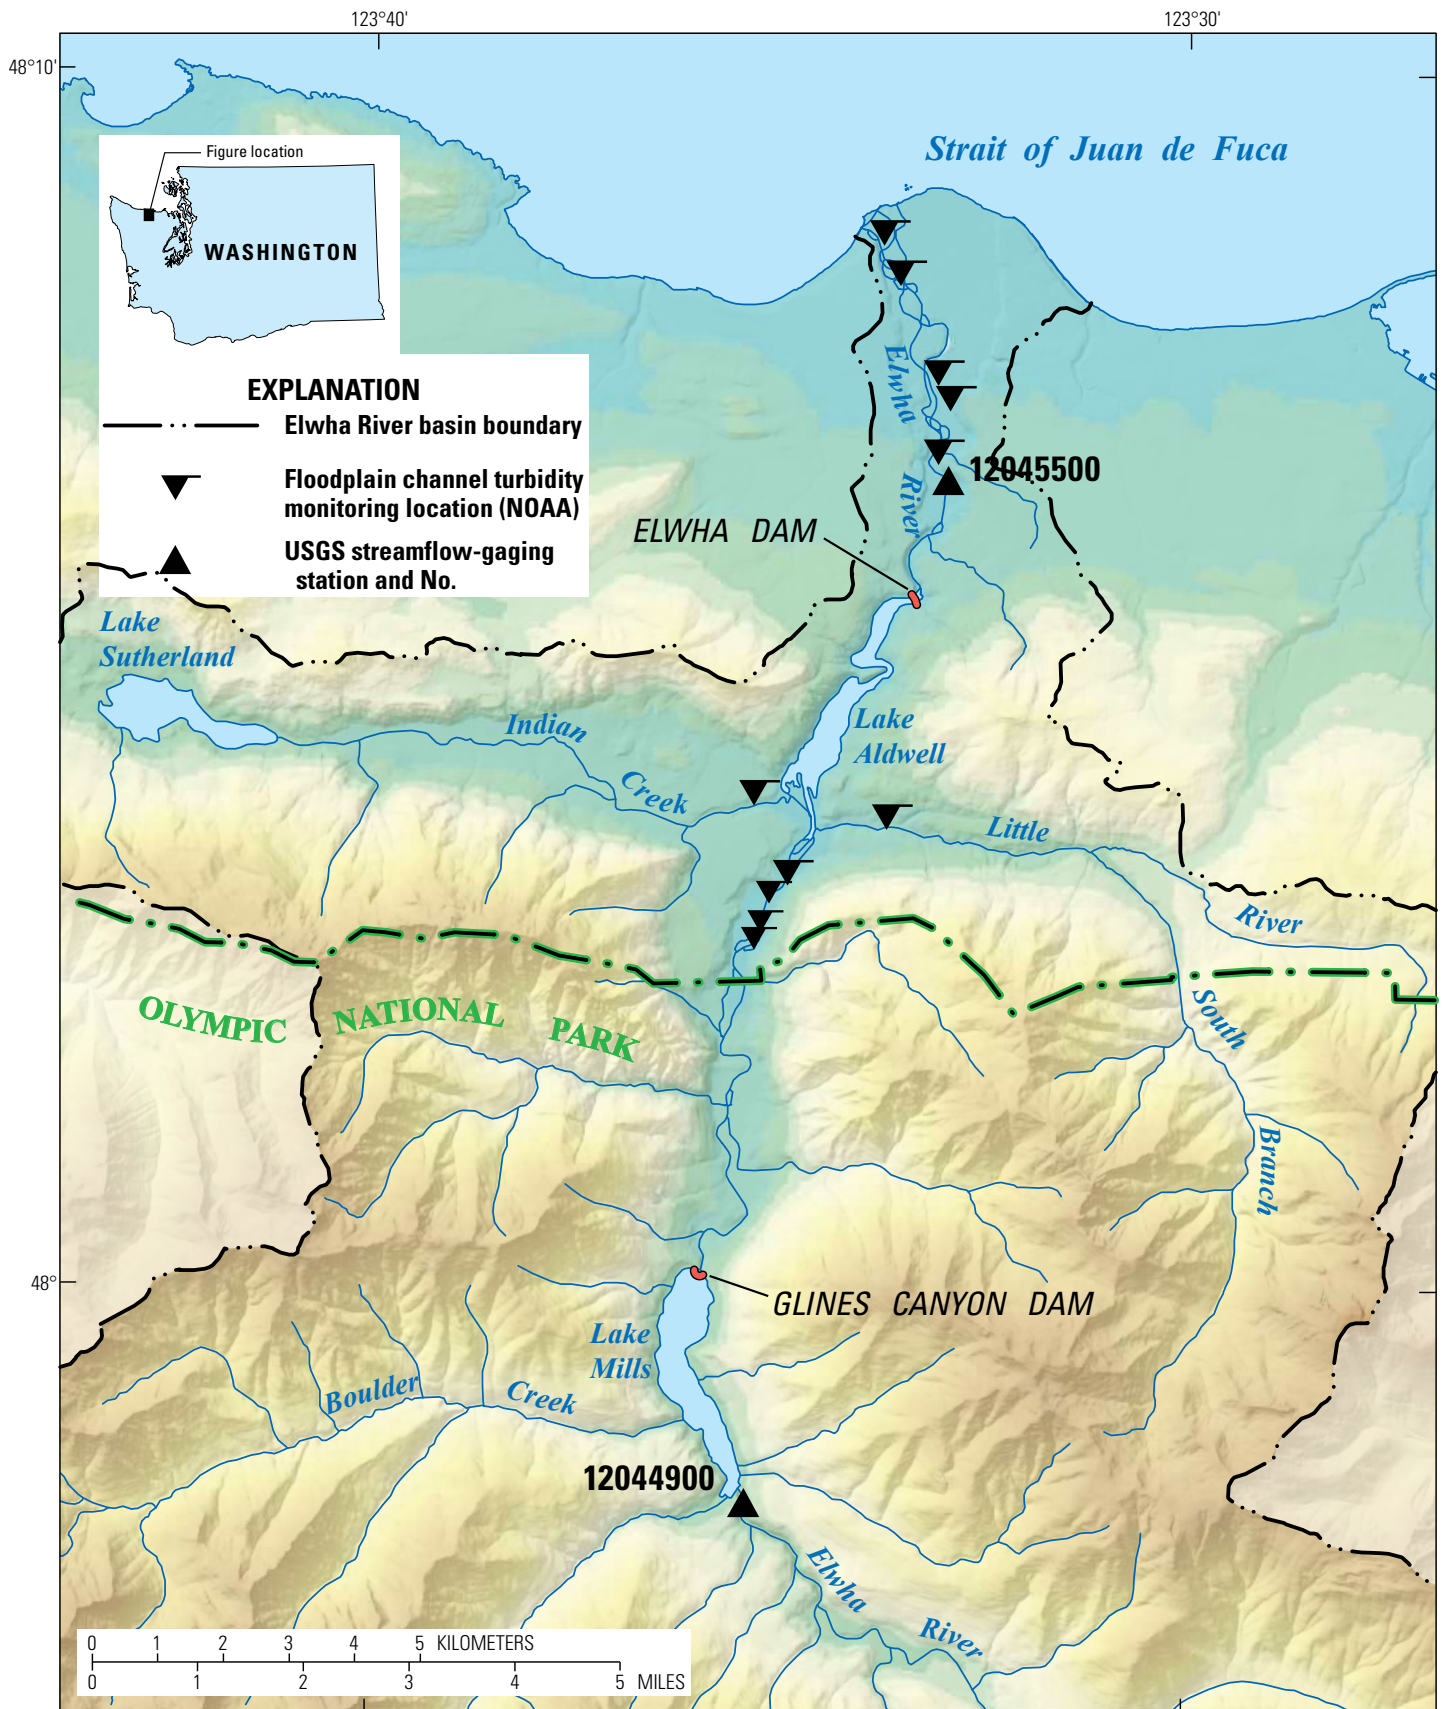 123°40'
123°30'
48°10'
Strait of Juan de Fuca
Figure location
WASHINGTON
EXPLANATION
Elwha River basin boundary
Floodplain channel turbidity
monitoring location (NOAA)
USGS streamflow-gaging
station and No.
Elwha
River
12045500
ELWHA DAM
Lake
Sutherland
Indian
Creek
Lake
Aldwell
Little
River
OLYMPIC NATIONAL PARK
South
Branch
48°
GLINES CANYON DAM
Lake
Mills
Boulder
Creek
12044900
Elwha
River
0 1 2 3 4 5 KILOMETERS
0 1 2 3 4 5 MILES